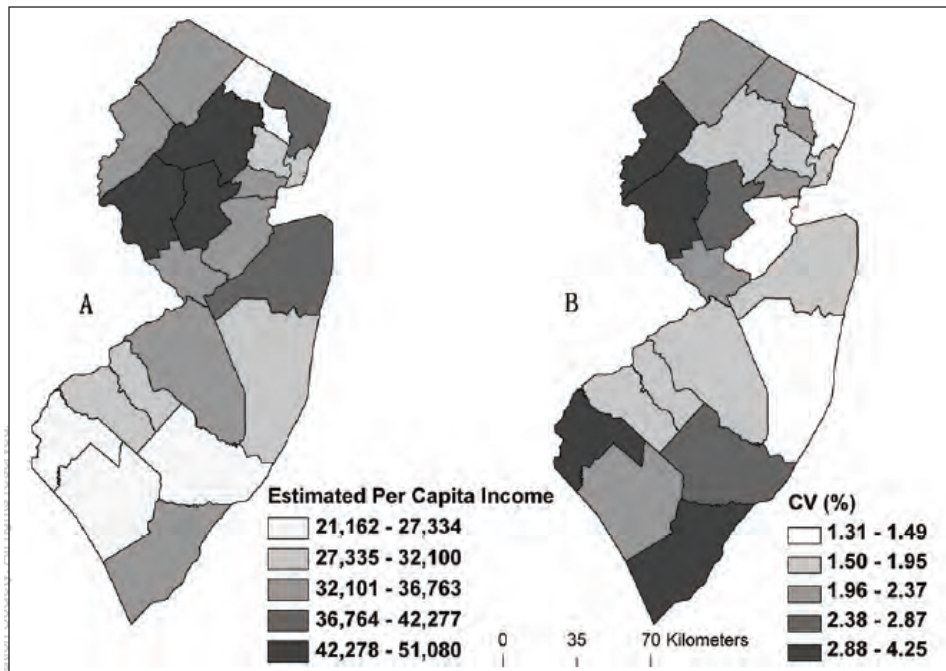 A
B
Estimated Per Capita Income
21,162 - 27,334
27,335 - 32,100
32,101 - 36,763
36,764 - 42,277
42,278 - 51,080
CV (%)
1.31 - 1.49
1.50 - 1.95
1.96 - 2.37
2.38 - 2.87
2.88 - 4.25
0 35 70 Kilometers